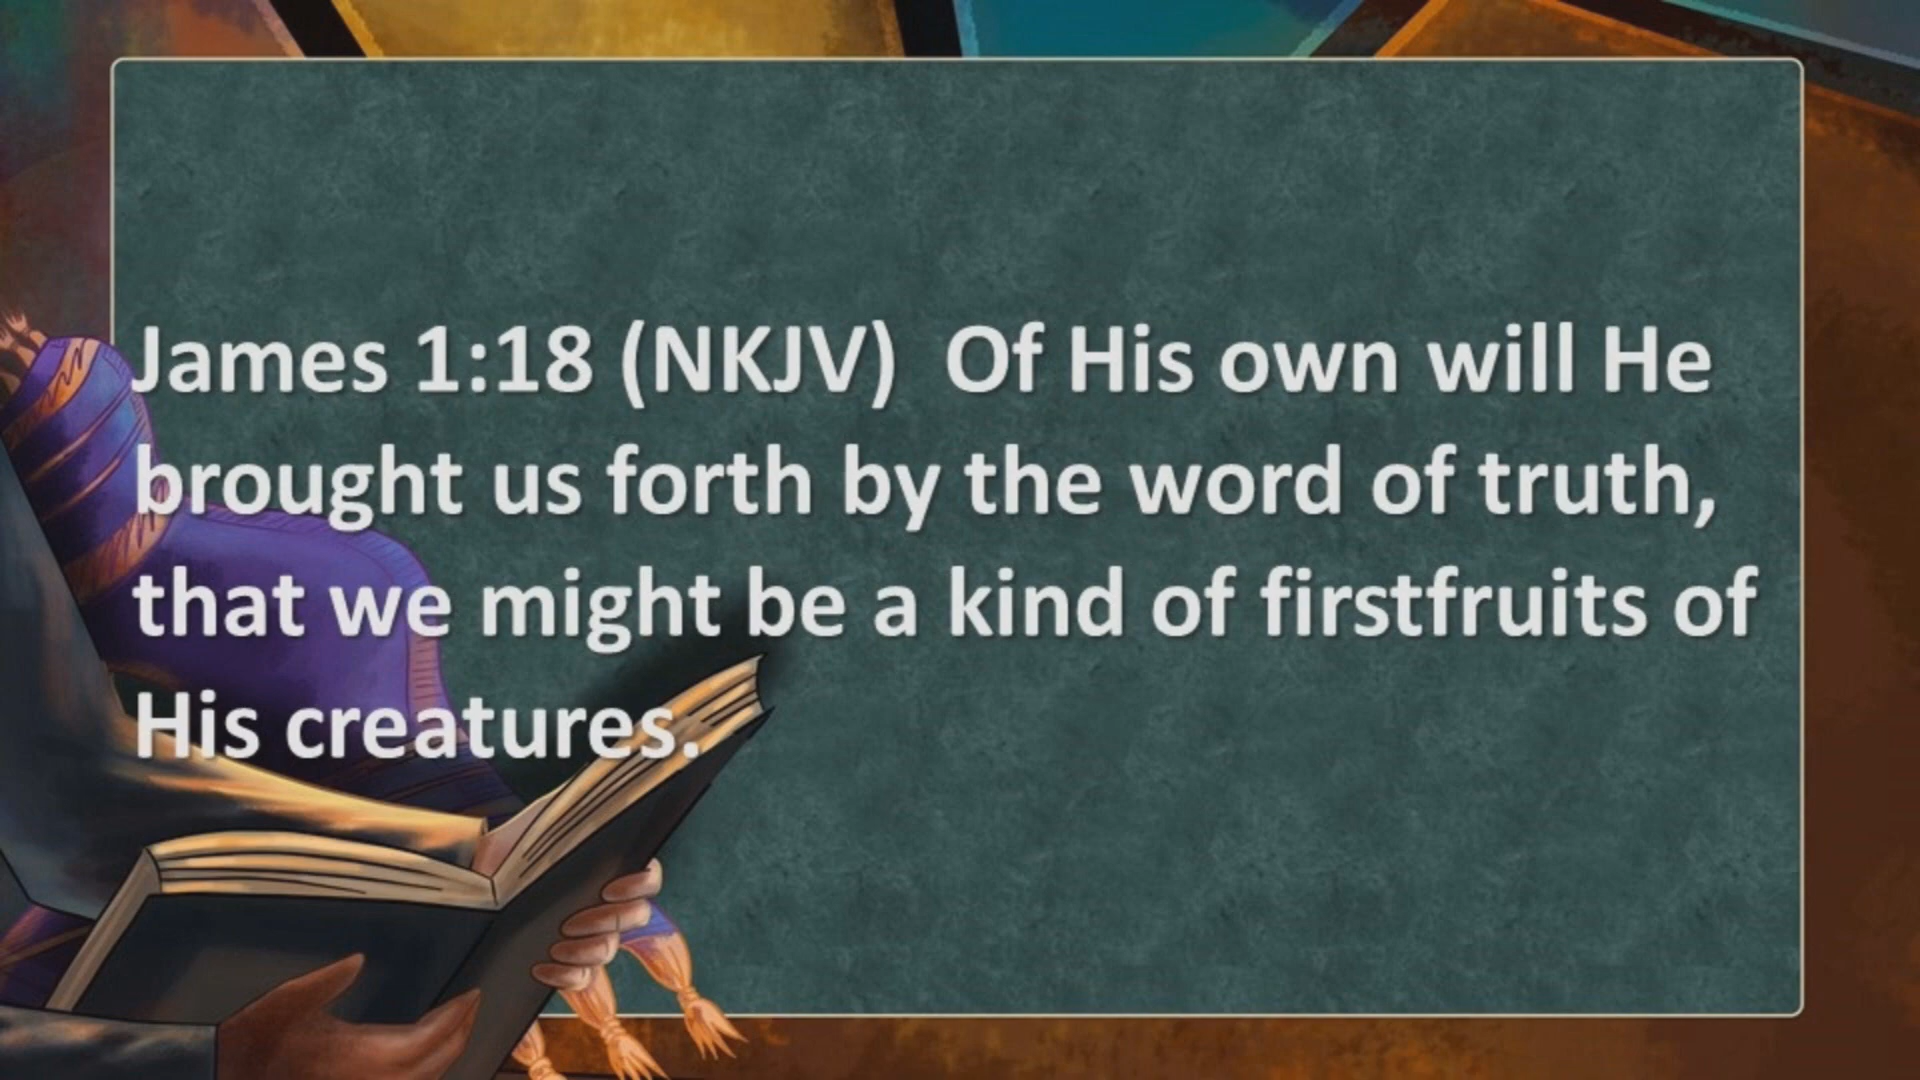 James 1:18 (NKJV)  Of His own will He
brought us forth by the word of truth,
that we might be a kind of firstfruits of
His creatures.